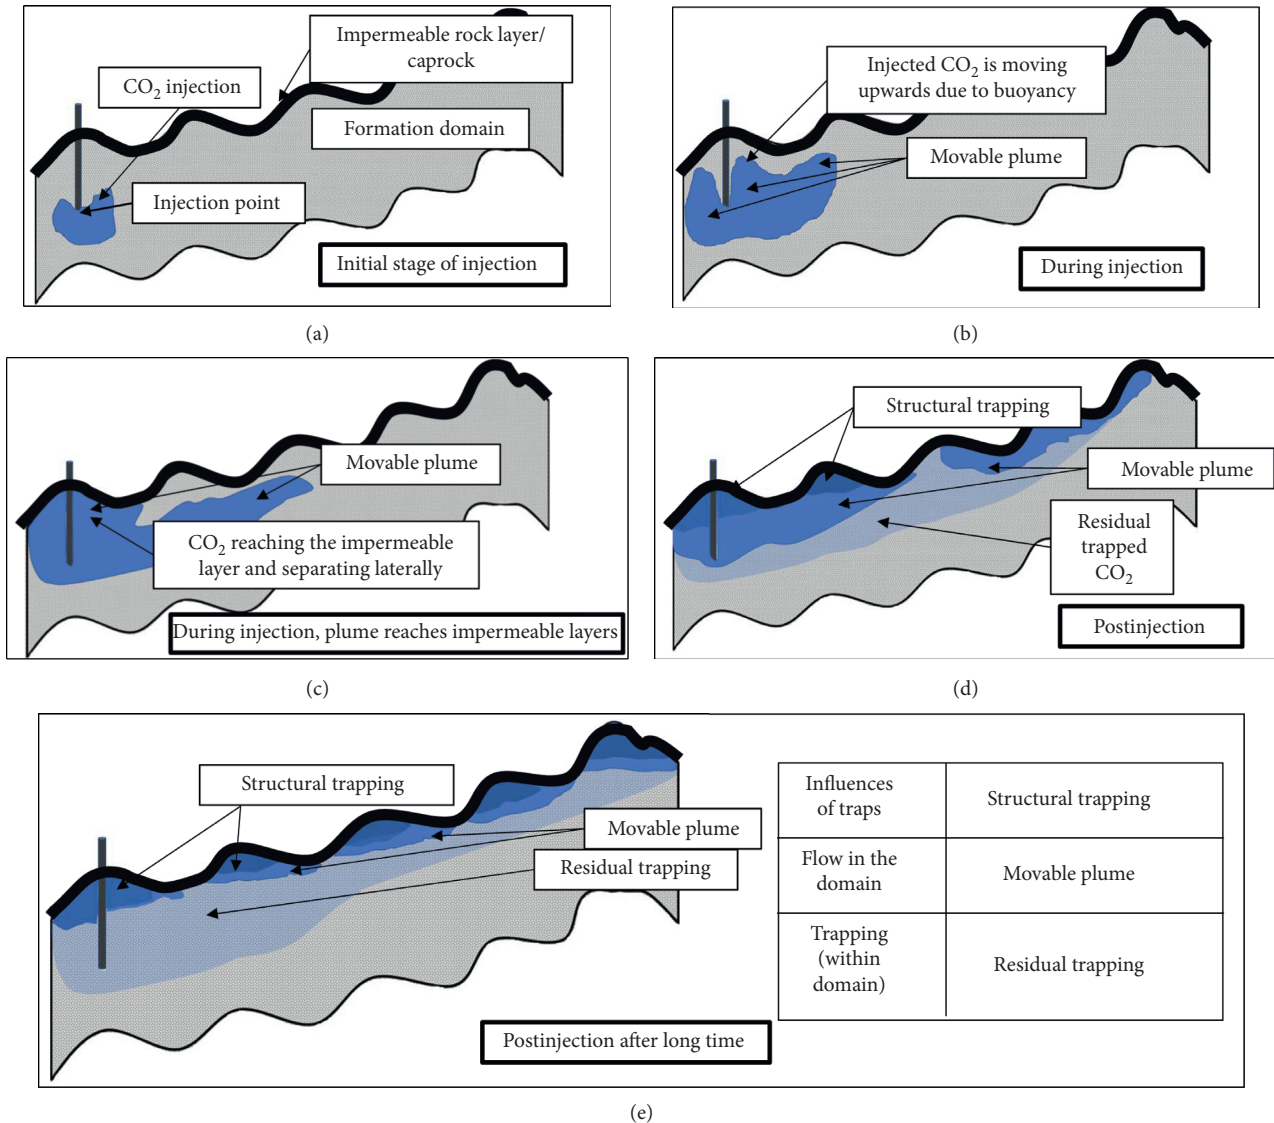 Impermeable rock layer/
caprock
CO₂ injection
Formation domain
Injection point
Initial stage of injection
(a)
Injected CO₂ is moving
upwards due to buoyancy
Movable plume
During injection
(b)
Movable plume
CO₂ reaching the impermeable
layer and separating laterally
During injection, plume reaches impermeable layers
(c)
Structural trapping
Movable plume
Residual
trapped
CO₂
Postinjection
(d)
Structural trapping
Movable plume
Residual trapping
Postinjection after long time
Influences
of traps
Structural trapping
Flow in the
domain
Movable plume
Trapping
(within
domain)
Residual trapping
(e)